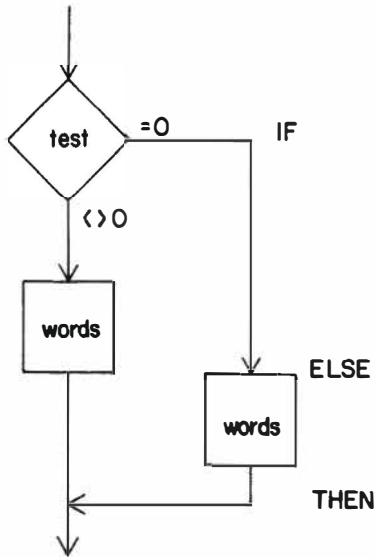 test
=0
IF
<>0
words
ELSE
words
THEN